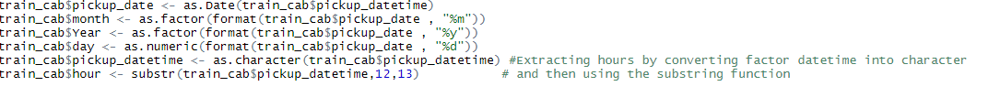 train_cab$pickup_date <- as.Date(train_cab$pickup_datetime)
train_cab$month <- as.factor(format(train_cab$pickup_date , "%m"))
train_cab$Year <- as.factor(format(train_cab$pickup_date , "%y"))
train_cab$day <- as.numeric(format(train_cab$pickup_date , "%d"))
train_cab$pickup_datetime <- as.character(train_cab$pickup_datetime) #Extracting hours by converting factor datetime into character
train_cab$hour <- substr(train_cab$pickup_datetime,12,13) # and then using the substring function